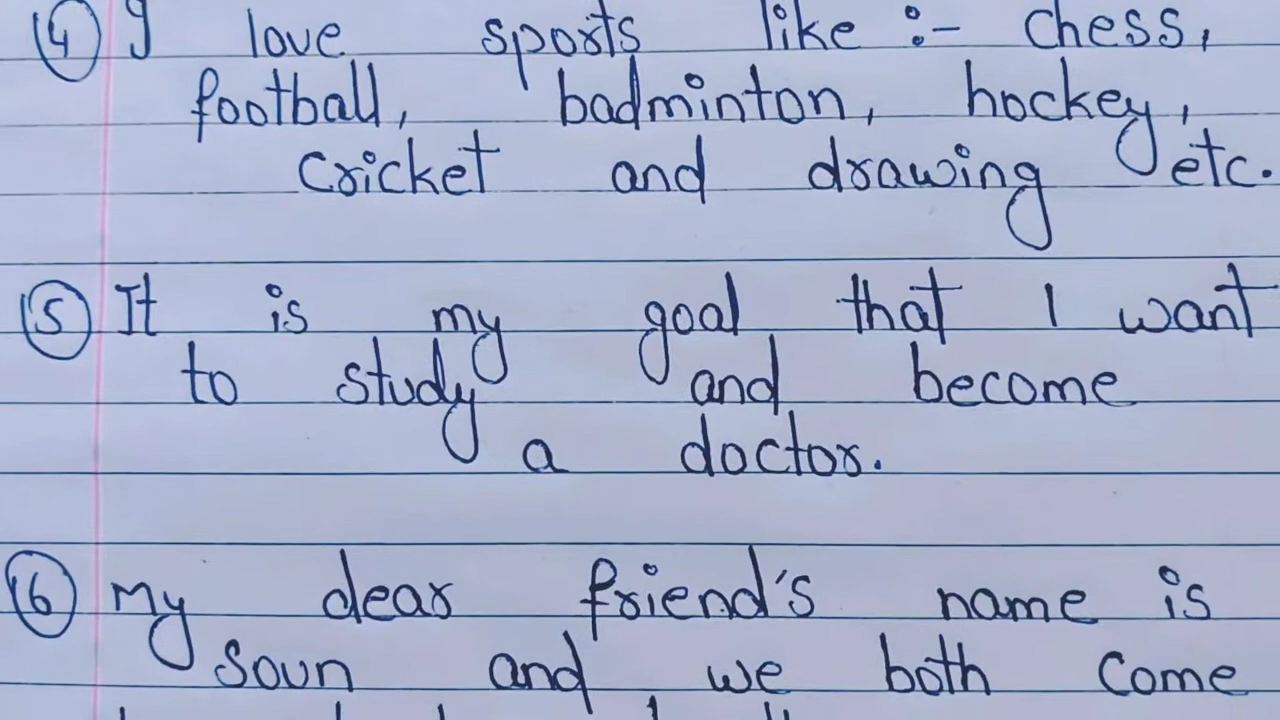 ④ I love sports like :- chess,
football, badminton, hockey,
cricket and drawing etc.
⑤ It is my goal that I want
to study and become
a doctor.
⑥ My dear friend's name is
soun and we both come